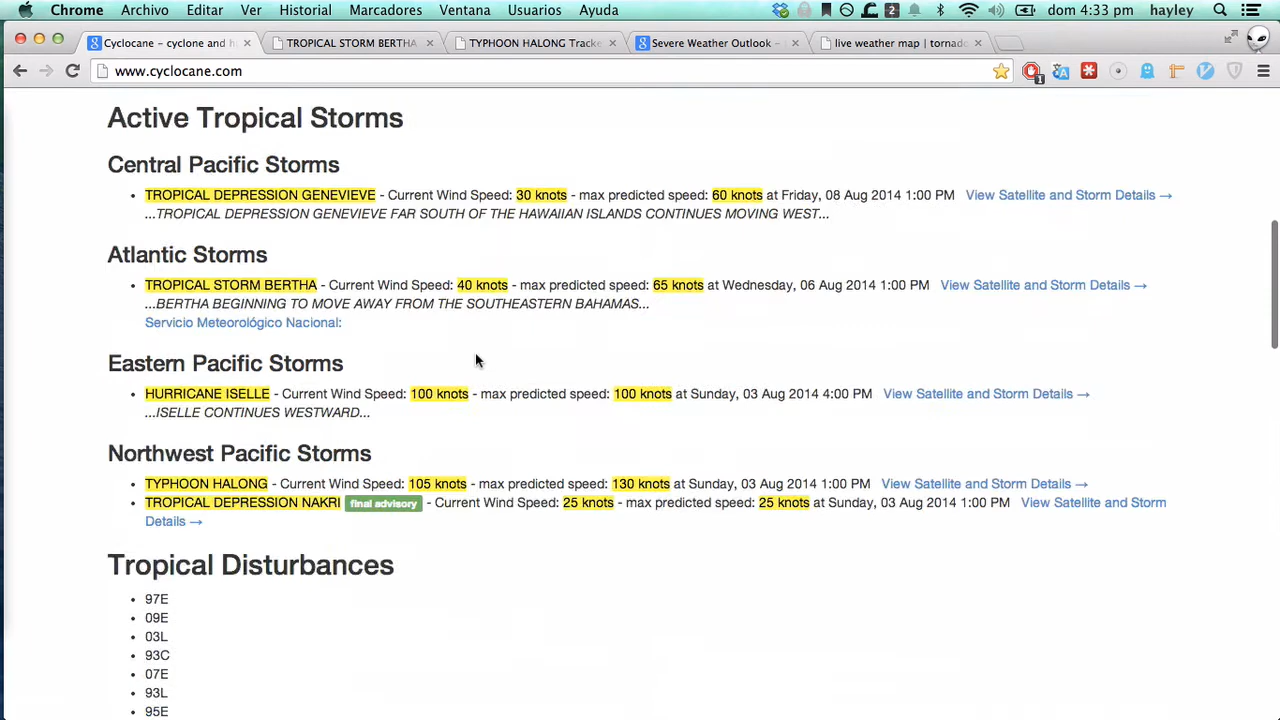 Chrome Archivo Editar Ver Historial Marcadores Ventana Usuarios Ayuda 2 dom 4:33 pm hayley
Cyclocane – cyclone and h TROPICAL STORM BERTHA TYPHOON HALONG Tracke Severe Weather Outlook – live weather map | tornad
www.cyclocane.com 1
Active Tropical Storms
Central Pacific Storms
TROPICAL DEPRESSION GENEVIEVE - Current Wind Speed: 30 knots - max predicted speed: 60 knots at Friday, 08 Aug 2014 1:00 PM View Satellite and Storm Details →
...TROPICAL DEPRESSION GENEVIEVE FAR SOUTH OF THE HAWAIIAN ISLANDS CONTINUES MOVING WEST...
Atlantic Storms
TROPICAL STORM BERTHA - Current Wind Speed: 40 knots - max predicted speed: 65 knots at Wednesday, 06 Aug 2014 1:00 PM View Satellite and Storm Details →
...BERTHA BEGINNING TO MOVE AWAY FROM THE SOUTHEASTERN BAHAMAS...
Servicio Meteorológico Nacional:
Eastern Pacific Storms
HURRICANE ISELLE - Current Wind Speed: 100 knots - max predicted speed: 100 knots at Sunday, 03 Aug 2014 4:00 PM View Satellite and Storm Details →
...ISELLE CONTINUES WESTWARD...
Northwest Pacific Storms
TYPHOON HALONG - Current Wind Speed: 105 knots - max predicted speed: 130 knots at Sunday, 03 Aug 2014 1:00 PM View Satellite and Storm Details →
TROPICAL DEPRESSION NAKRI final advisory - Current Wind Speed: 25 knots - max predicted speed: 25 knots at Sunday, 03 Aug 2014 1:00 PM View Satellite and Storm
Details →
Tropical Disturbances
97E
09E
03L
93C
07E
93L
95E